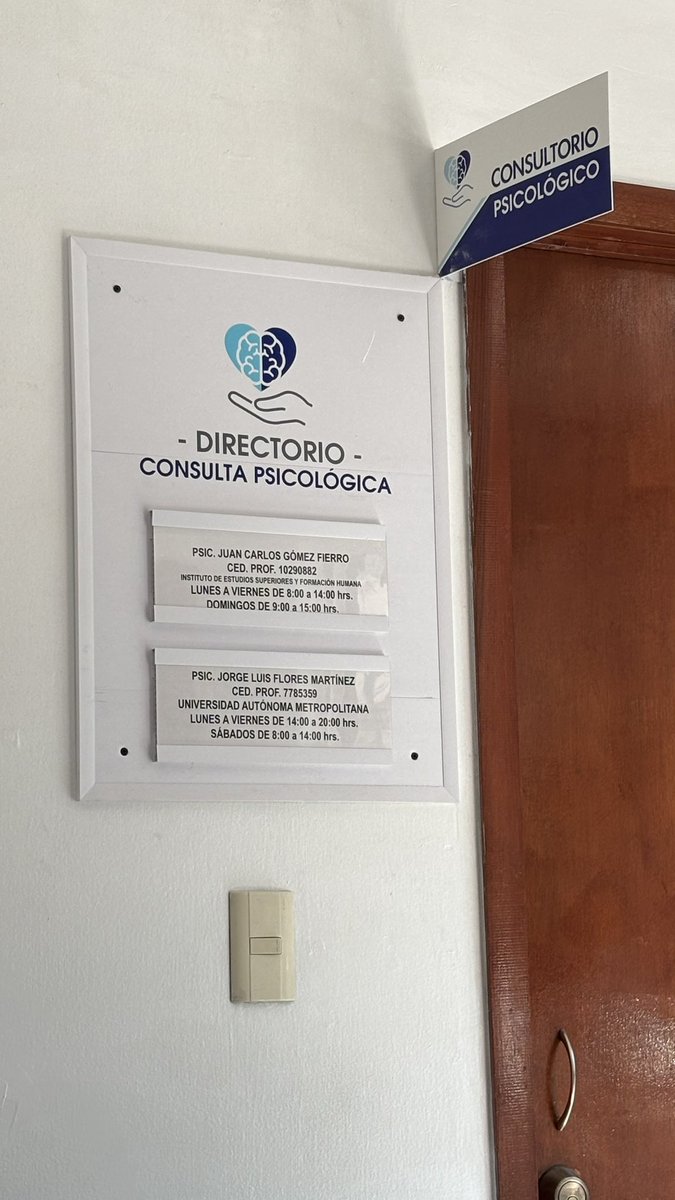 CONSULTORIO
PSICOLÓGICO
- DIRECTORIO -
CONSULTA PSICOLÓGICA
PSIC. JUAN CARLOS GÓMEZ FIERRO
CED. PROF. 10290882
INSTITUTO DE ESTUDIOS SUPERIORES Y FORMACIÓN HUMANA
LUNES A VIERNES DE 8:00 a 14:00 hrs.
DOMINGOS DE 9:00 a 15:00 hrs.
PSIC. JORGE LUIS FLORES MARTÍNEZ
CED. PROF. 7785359
UNIVERSIDAD AUTÓNOMA METROPOLITANA
LUNES A VIERNES DE 14:00 a 20:00 hrs.
SÁBADOS DE 8:00 a 14:00 hrs.